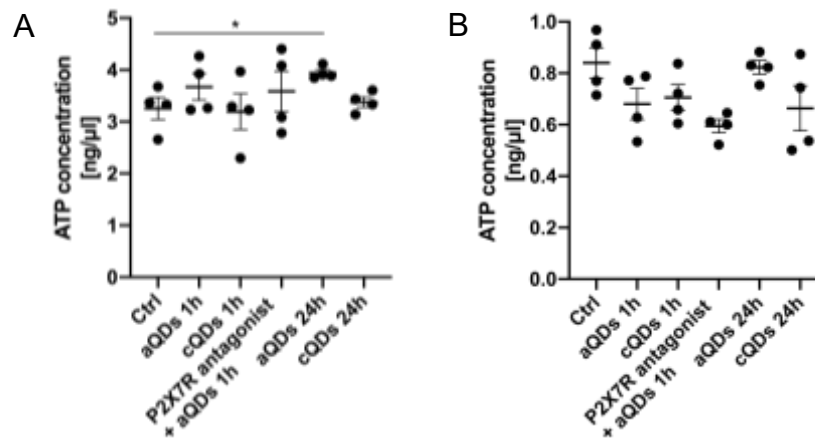 A
*
ATP concentration
[ng/µl]
5
4
3
2
1
0
Ctrl
aQDs 1h
cQDs 1h
P2X7R antagonist
+ aQDs 1h
aQDs 24h
cQDs 24h
B
ATP concentration
[ng/µl]
1.0
0.8
0.6
0.4
0.2
0.0
Ctrl
aQDs 1h
cQDs 1h
P2X7R antagonist
+ aQDs 1h
aQDs 24h
cQDs 24h